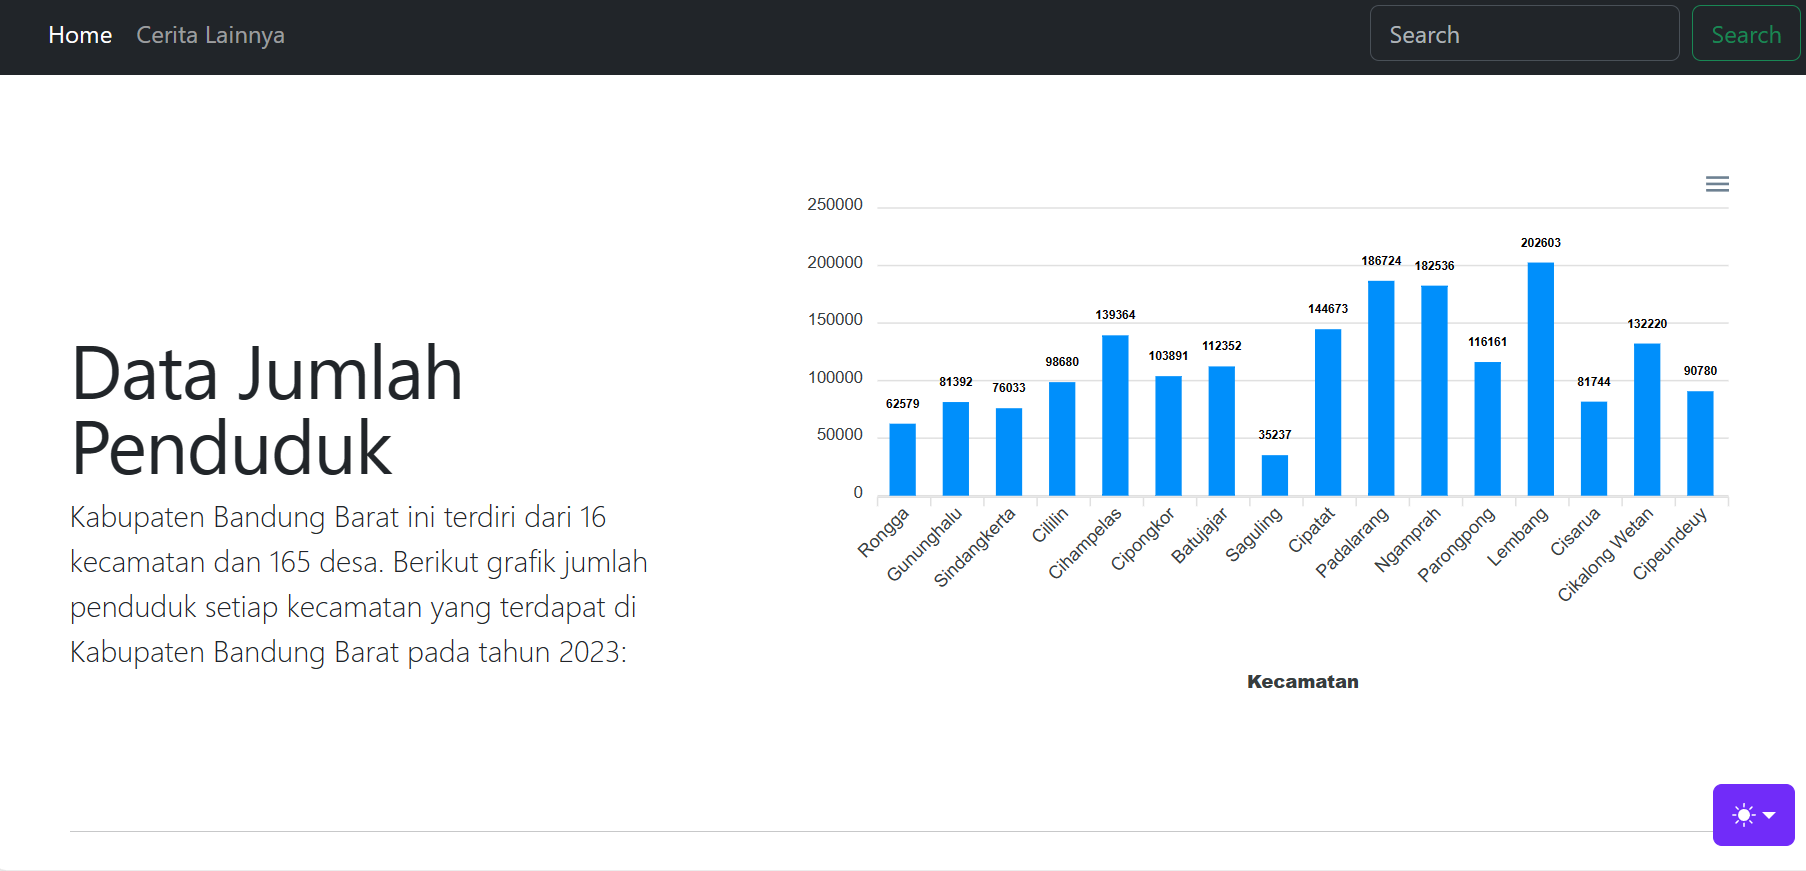 Home Cerita Lainnya Search Search
Data Jumlah
Penduduk
Kabupaten Bandung Barat ini terdiri dari 16
kecamatan dan 165 desa. Berikut grafik jumlah
penduduk setiap kecamatan yang terdapat di
Kabupaten Bandung Barat pada tahun 2023:
250000
200000
150000
100000
50000
0
62579
81392
76033
98680
139364
103891
112352
35237
144673
186724
182536
116161
202603
81744
132220
90780
Rongga
Gununghalu
Sindangkerta
Cililin
Cihampelas
Cipongkor
Batujajar
Saguling
Cipatat
Padalarang
Ngamprah
Parongpong
Lembang
Cisarua
Cikalong Wetan
Cipeundeuy
Kecamatan